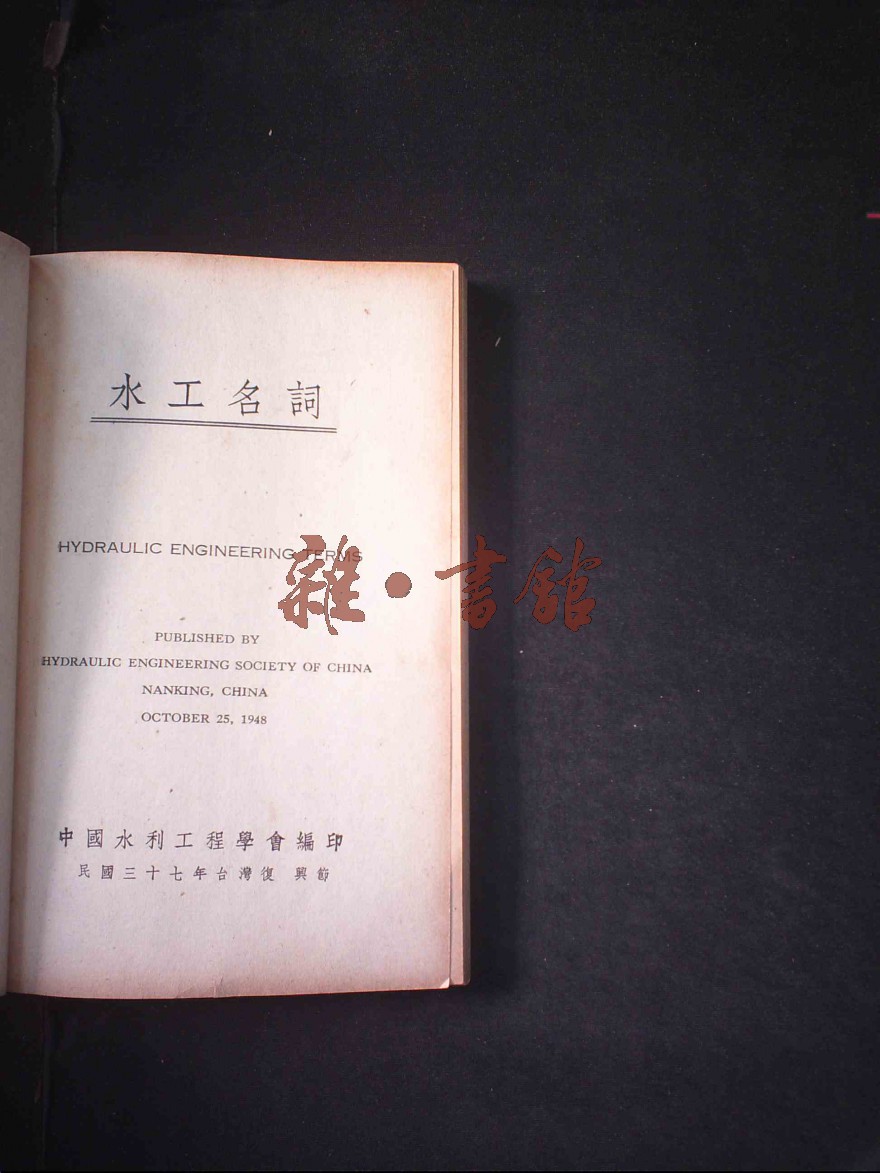 水工名詞
HYDRAULIC ENGINEERING TERMS
雜·書館
PUBLISHED BY
HYDRAULIC ENGINEERING SOCIETY OF CHINA
NANKING, CHINA
OCTOBER 25, 1948
中國水利工程學會編印
民國三十七年台灣復興節